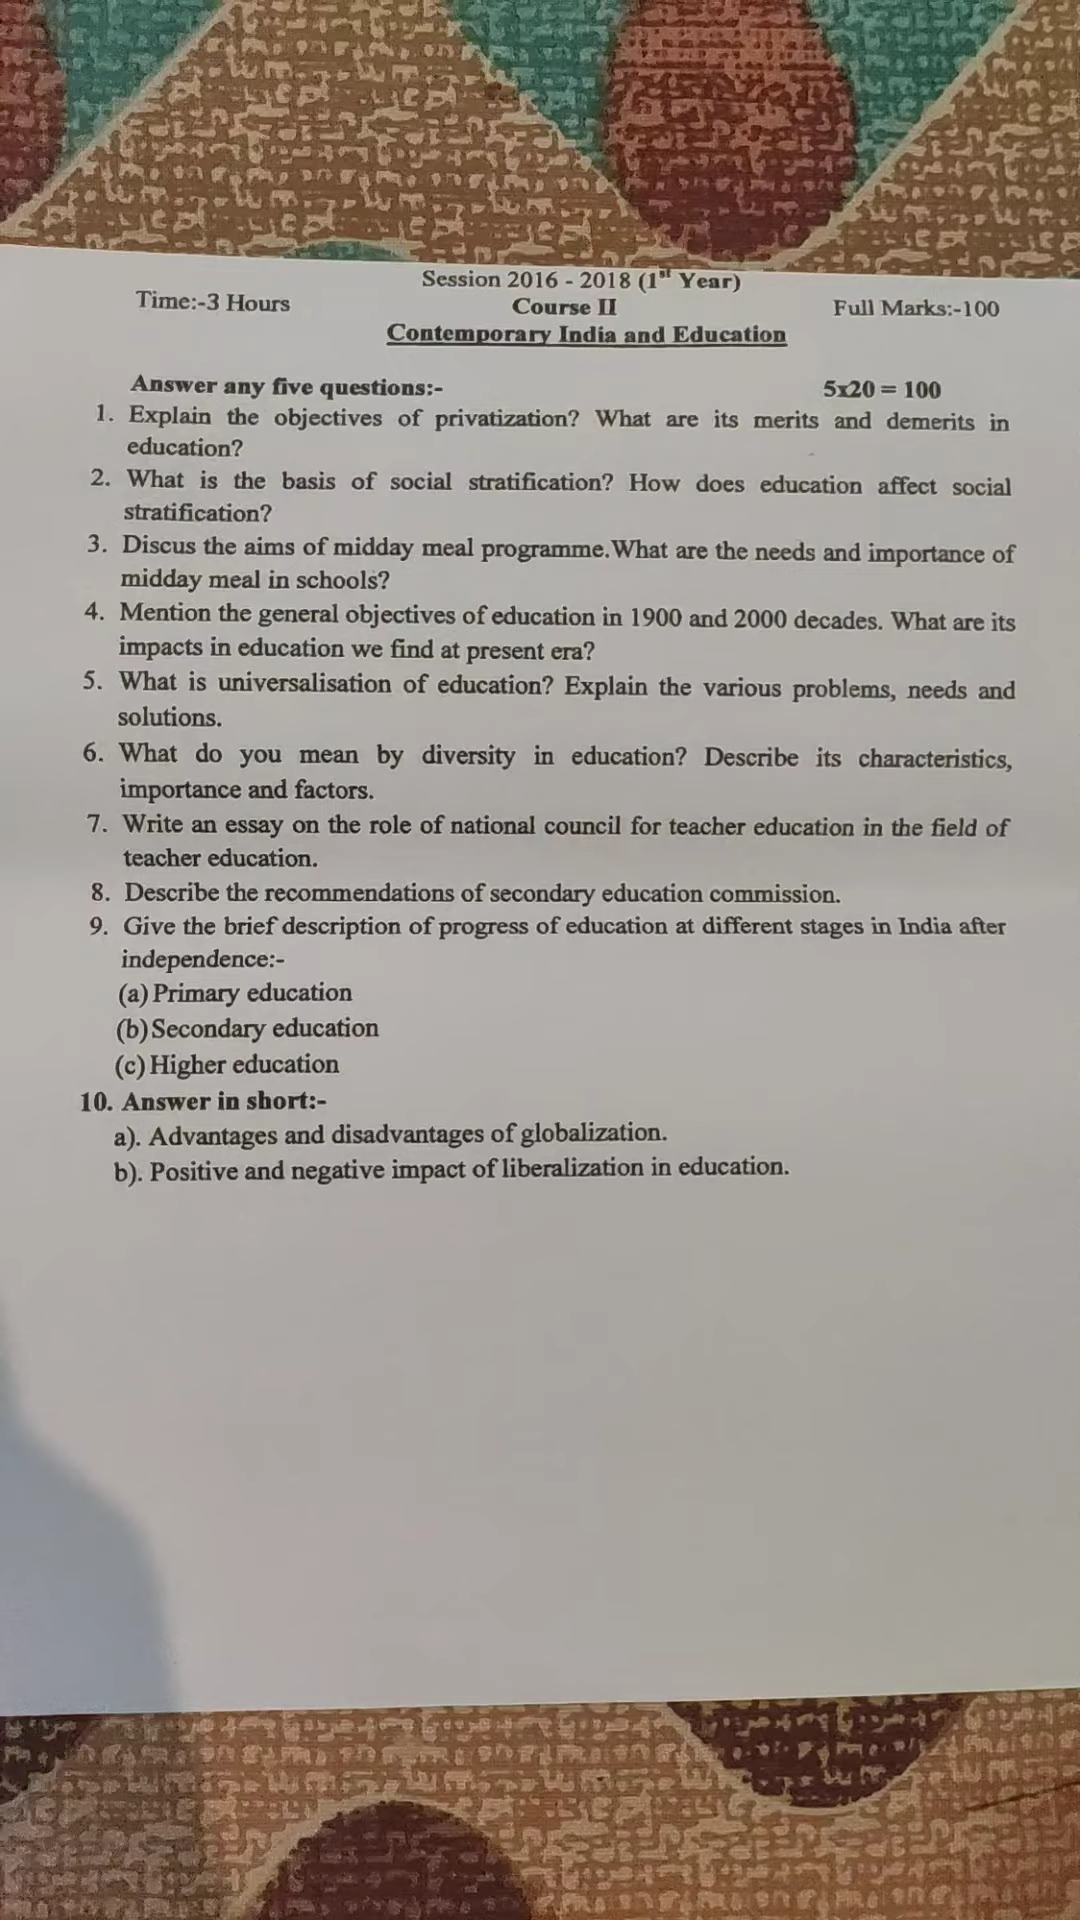 Session 2016 - 2018 (1st Year)
Time:-3 Hours Course II Full Marks:-100
Contemporary India and Education
Answer any five questions:- 5x20 = 100
1. Explain the objectives of privatization? What are its merits and demerits in
education?
2. What is the basis of social stratification? How does education affect social
stratification?
3. Discus the aims of midday meal programme.What are the needs and importance of
midday meal in schools?
4. Mention the general objectives of education in 1900 and 2000 decades. What are its
impacts in education we find at present era?
5. What is universalisation of education? Explain the various problems, needs and
solutions.
6. What do you mean by diversity in education? Describe its characteristics,
importance and factors.
7. Write an essay on the role of national council for teacher education in the field of
teacher education.
8. Describe the recommendations of secondary education commission.
9. Give the brief description of progress of education at different stages in India after
independence:-
(a) Primary education
(b) Secondary education
(c) Higher education
10. Answer in short:-
a). Advantages and disadvantages of globalization.
b). Positive and negative impact of liberalization in education.